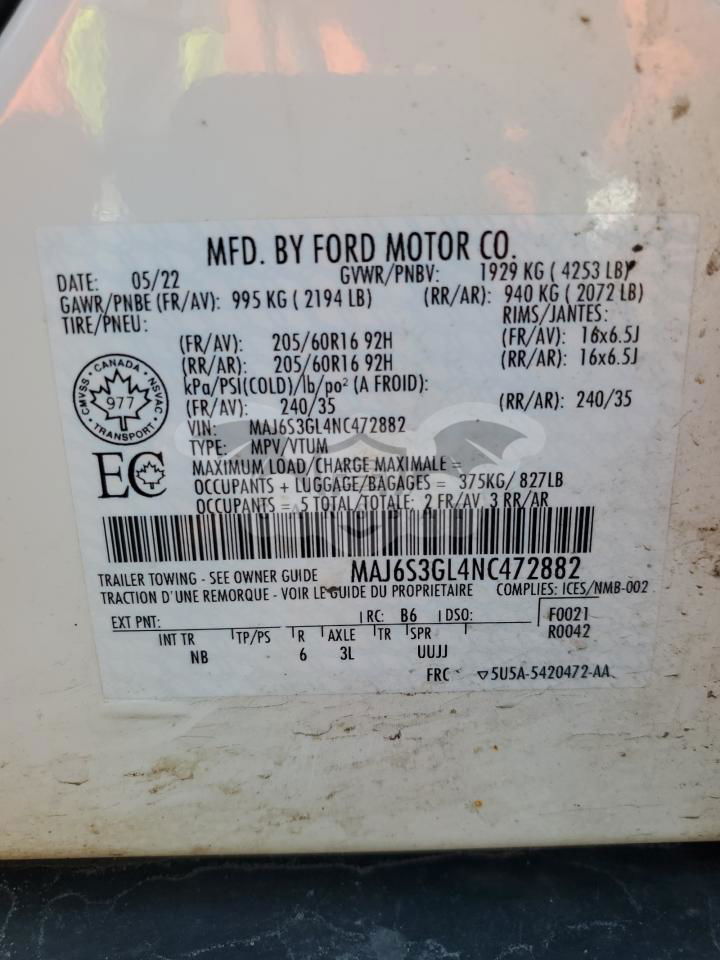 MFD. BY FORD MOTOR CO.
DATE: 05/22 GVWR/PNBV: 1929 KG ( 4253 LB)
GAWR/PNBE (FR/AV): 995 KG ( 2194 LB) (RR/AR): 940 KG ( 2072 LB)
TIRE/PNEU: RIMS/JANTES:
(FR/AV): 205/60R16 92H (FR/AV): 16x6.5J
(RR/AR): 205/60R16 92H (RR/AR): 16x6.5J
kPa/PSI(COLD)/lb/po² (A FROID):
(FR/AV): 240/35 (RR/AR): 240/35
CANADA
CMVSS NSVAC
977
TRANSPORT
VIN: MAJ6S3GL4NC472882
TYPE: MPV/VTUM
EC
MAXIMUM LOAD/CHARGE MAXIMALE =
OCCUPANTS + LUGGAGE/BAGAGES = 375KG/ 827LB
OCCUPANTS = 5 TOTAL/TOTALE: 2 FR/AV, 3 RR/AR
TRAILER TOWING - SEE OWNER GUIDE MAJ6S3GL4NC472882
TRACTION D'UNE REMORQUE - VOIR LE GUIDE DU PROPRIETAIRE COMPLIES: ICES/NMB-002
EXT PNT: RC: B6 DSO: F0021
INT TR TP/PS R AXLE TR SPR R0042
NB 6 3L UUJJ
FRC ▽5U5A-5420472-AA